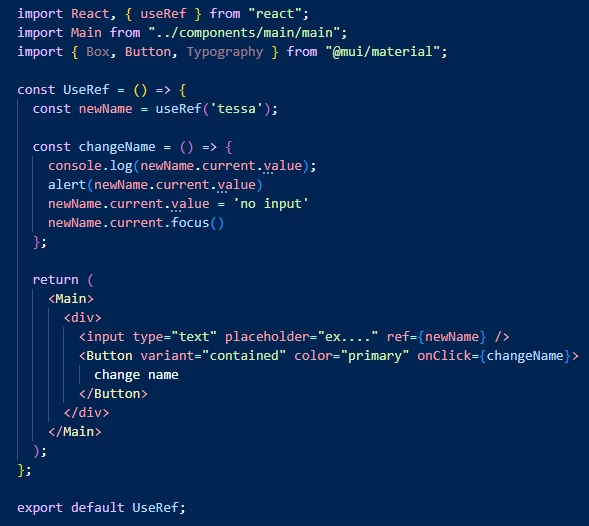 import React, { useRef } from "react";
import Main from "../components/main/main";
import { Box, Button, Typography } from "@mui/material";

const UseRef = () => {
  const newName = useRef('tessa');

  const changeName = () => {
    console.log(newName.current.value);
    alert(newName.current.value)
    newName.current.value = 'no input'
    newName.current.focus()
  };

  return (
    <Main>
      <div>
        <input type="text" placeholder="ex...." ref={newName} />
        <Button variant="contained" color="primary" onClick={changeName}>
          change name
        </Button>
      </div>
    </Main>
  );
};

export default UseRef;